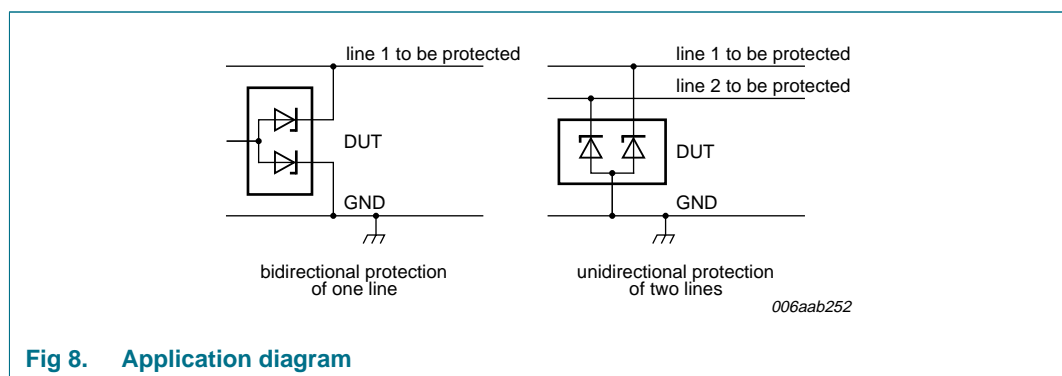 line 1 to be protected
DUT
GND
bidirectional protection
of one line
line 1 to be protected
line 2 to be protected
DUT
GND
unidirectional protection
of two lines
006aab252
Fig 8. Application diagram